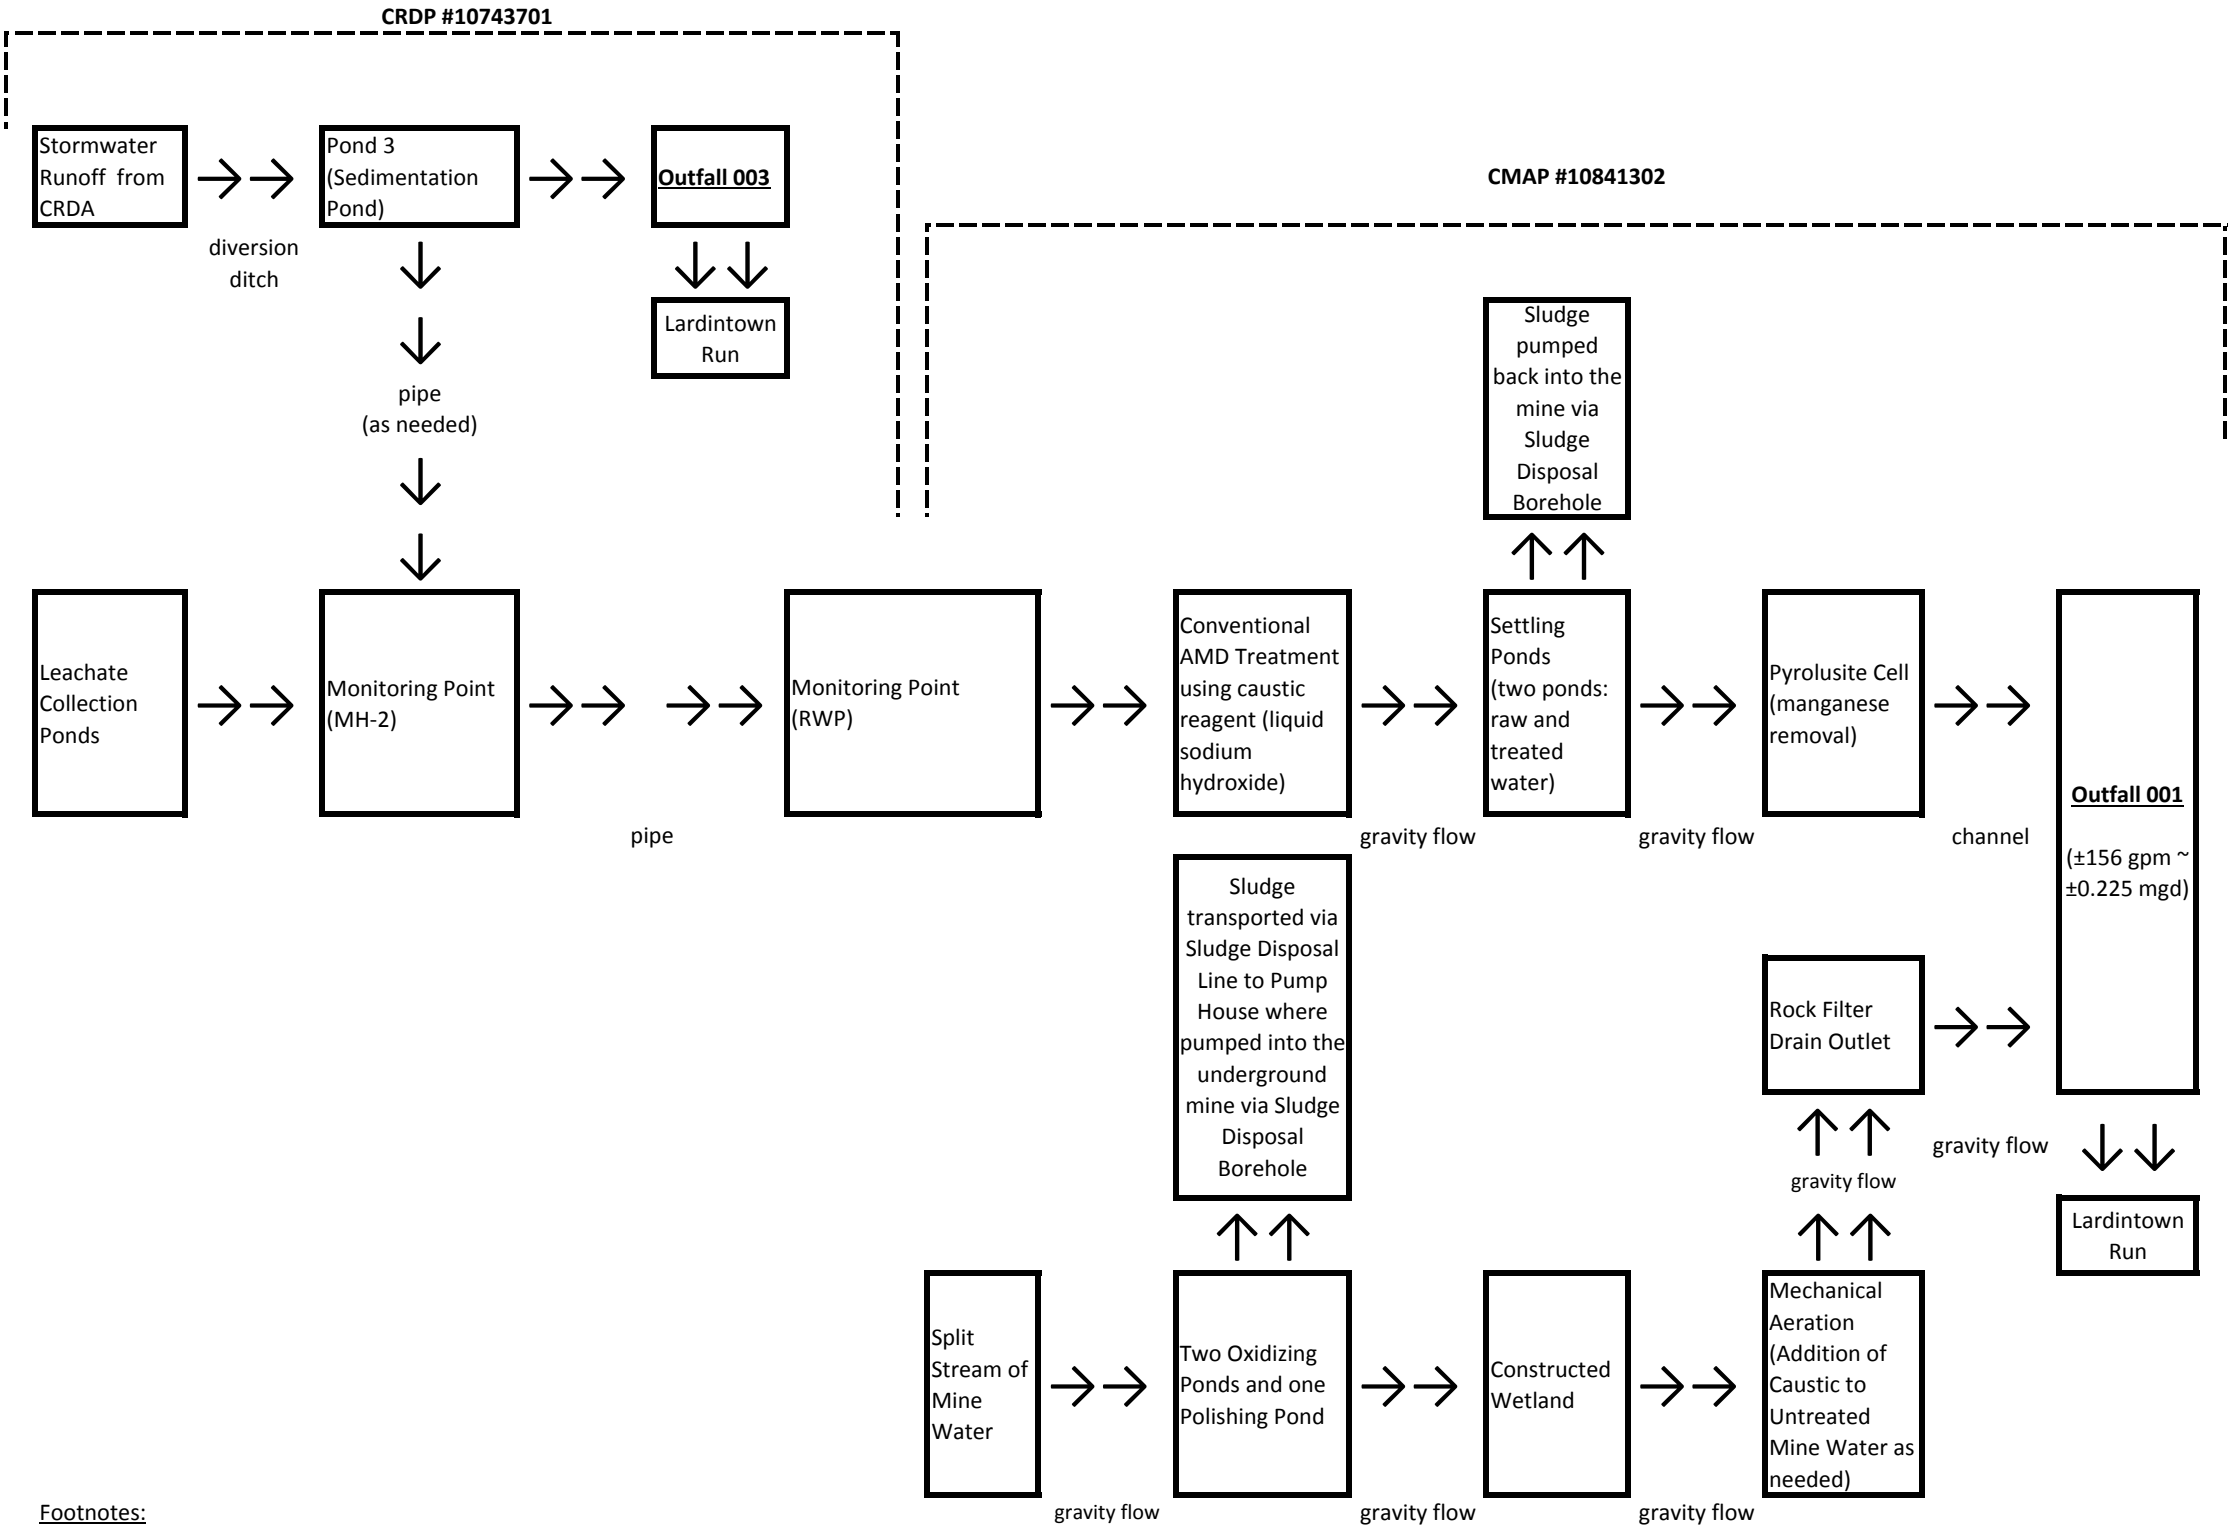 CRDP #10743701
Stormwater
Runoff from
CRDA
Pond 3
(Sedimentation
Pond)
Outfall 003
diversion
ditch
Lardintown
Run
pipe
(as needed)
CMAP #10841302
Sludge
pumped
back into the
mine via
Sludge
Disposal
Borehole
Leachate
Collection
Ponds
Monitoring Point
(MH-2)
pipe
Monitoring Point
(RWP)
Conventional
AMD Treatment
using caustic
reagent (liquid
sodium
hydroxide)
gravity flow
Settling
Ponds
(two ponds:
raw and
treated
water)
gravity flow
Pyrolusite Cell
(manganese
removal)
channel
Outfall 001
(±156 gpm ~
±0.225 mgd)
Sludge
transported via
Sludge Disposal
Line to Pump
House where
pumped into the
underground
mine via Sludge
Disposal
Borehole
Rock Filter
Drain Outlet
gravity flow
gravity flow
Lardintown
Run
Split
Stream of
Mine
Water
gravity flow
Two Oxidizing
Ponds and one
Polishing Pond
gravity flow
Constructed
Wetland
gravity flow
Mechanical
Aeration
(Addition of
Caustic to
Untreated
Mine Water as
needed)
Footnotes: